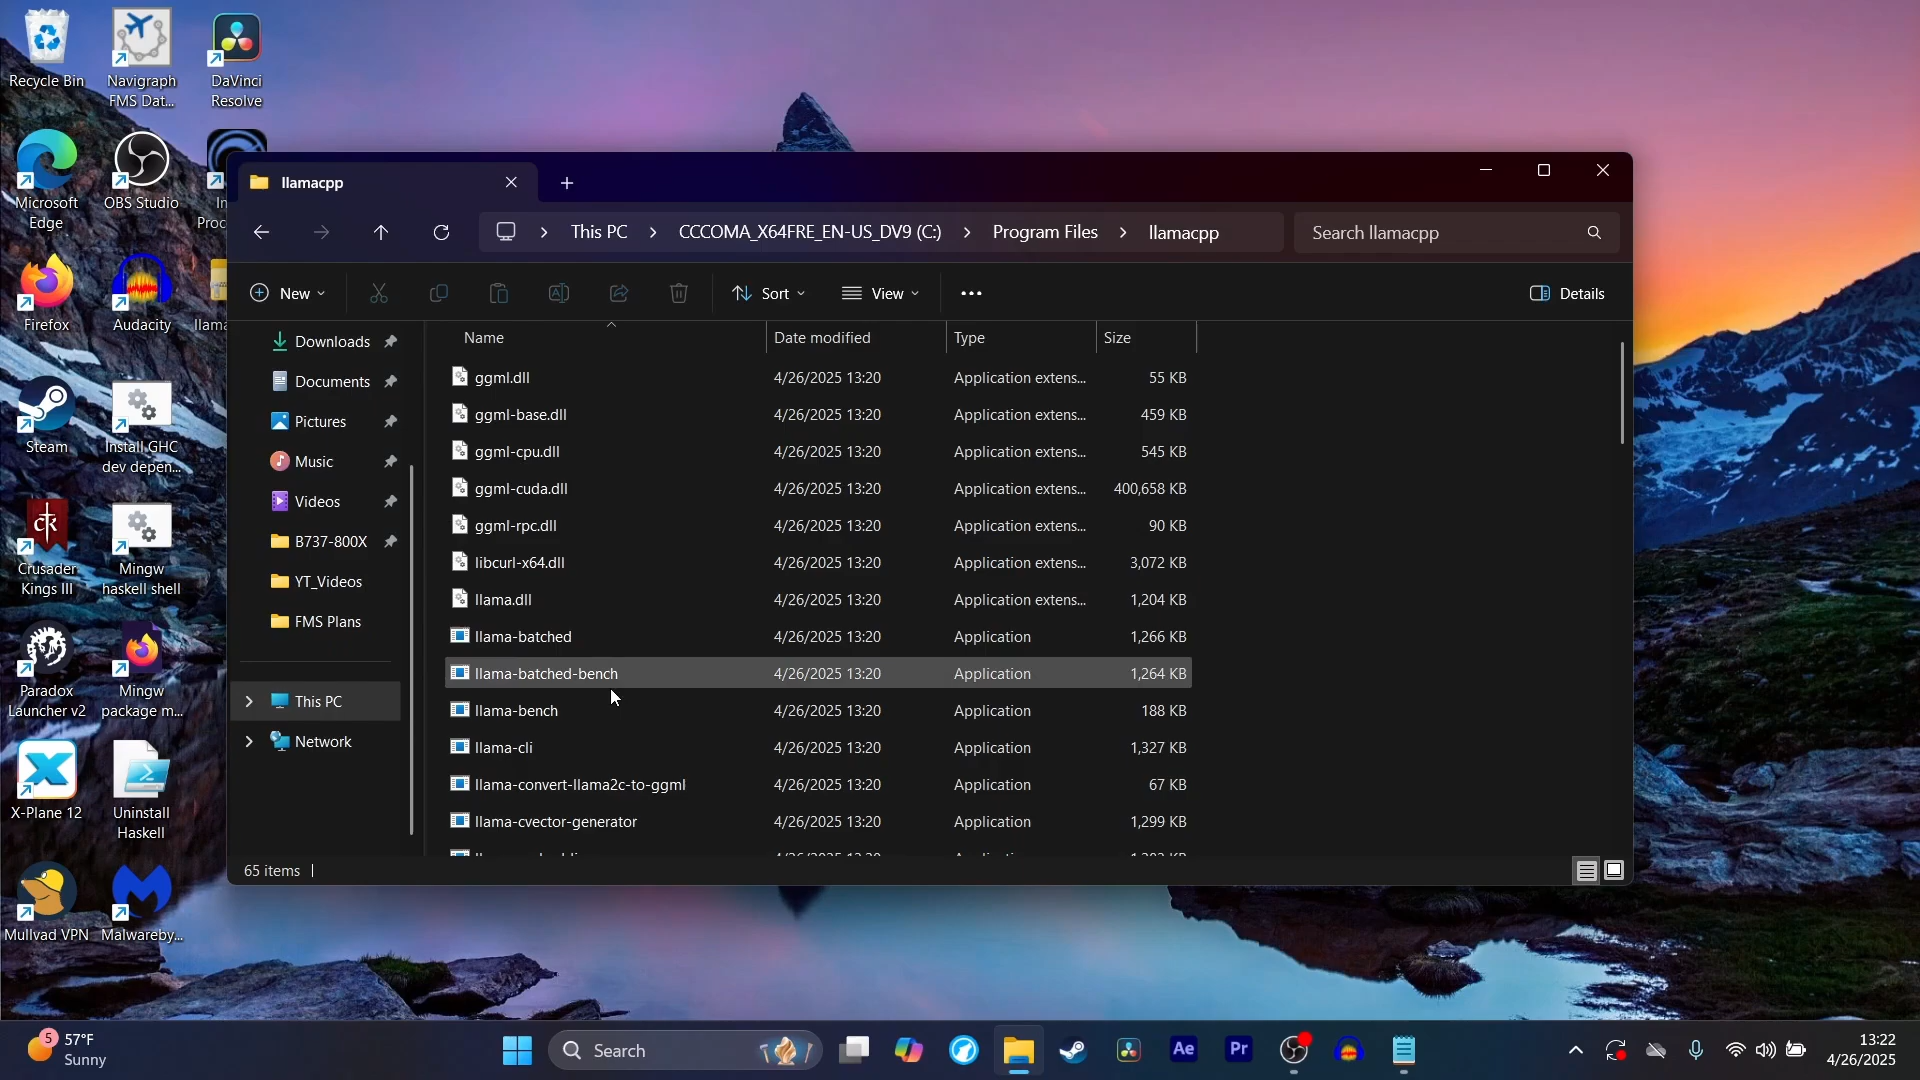 Recycle Bin
Navigraph
FMS Dat...
DaVinci
Resolve
Microsoft
Edge
OBS Studio
In
Proc
Firefox
Audacity
llama
Steam
Install GHC
dev depen...
Crusader
Kings III
Mingw
haskell shell
Paradox
Launcher v2
Mingw
package m...
X-Plane 12
Uninstall
Haskell
Mullvad VPN
Malwareby...
llamacpp
This PC
CCCOMA_X64FRE_EN-US_DV9 (C:)
Program Files
llamacpp
Search llamacpp
New
Sort
View
Details
Downloads
Documents
Pictures
Music
Videos
B737-800X
YT_Videos
FMS Plans
This PC
Network
Name Date modified Type Size
ggml.dll 4/26/2025 13:20 Application extens... 55 KB
ggml-base.dll 4/26/2025 13:20 Application extens... 459 KB
ggml-cpu.dll 4/26/2025 13:20 Application extens... 545 KB
ggml-cuda.dll 4/26/2025 13:20 Application extens... 400,658 KB
ggml-rpc.dll 4/26/2025 13:20 Application extens... 90 KB
libcurl-x64.dll 4/26/2025 13:20 Application extens... 3,072 KB
llama.dll 4/26/2025 13:20 Application extens... 1,204 KB
llama-batched 4/26/2025 13:20 Application 1,266 KB
llama-batched-bench 4/26/2025 13:20 Application 1,264 KB
llama-bench 4/26/2025 13:20 Application 188 KB
llama-cli 4/26/2025 13:20 Application 1,327 KB
llama-convert-llama2c-to-ggml 4/26/2025 13:20 Application 67 KB
llama-cvector-generator 4/26/2025 13:20 Application 1,299 KB
65 items
5
57°F
Sunny
Search
Ae
Pr
13:22
4/26/2025